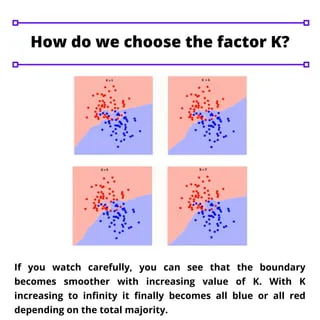 How do we choose the factor K?
If you watch carefully, you can see that the boundary
becomes smoother with increasing value of K. With K
increasing to infinity it finally becomes all blue or all red
depending on the total majority.